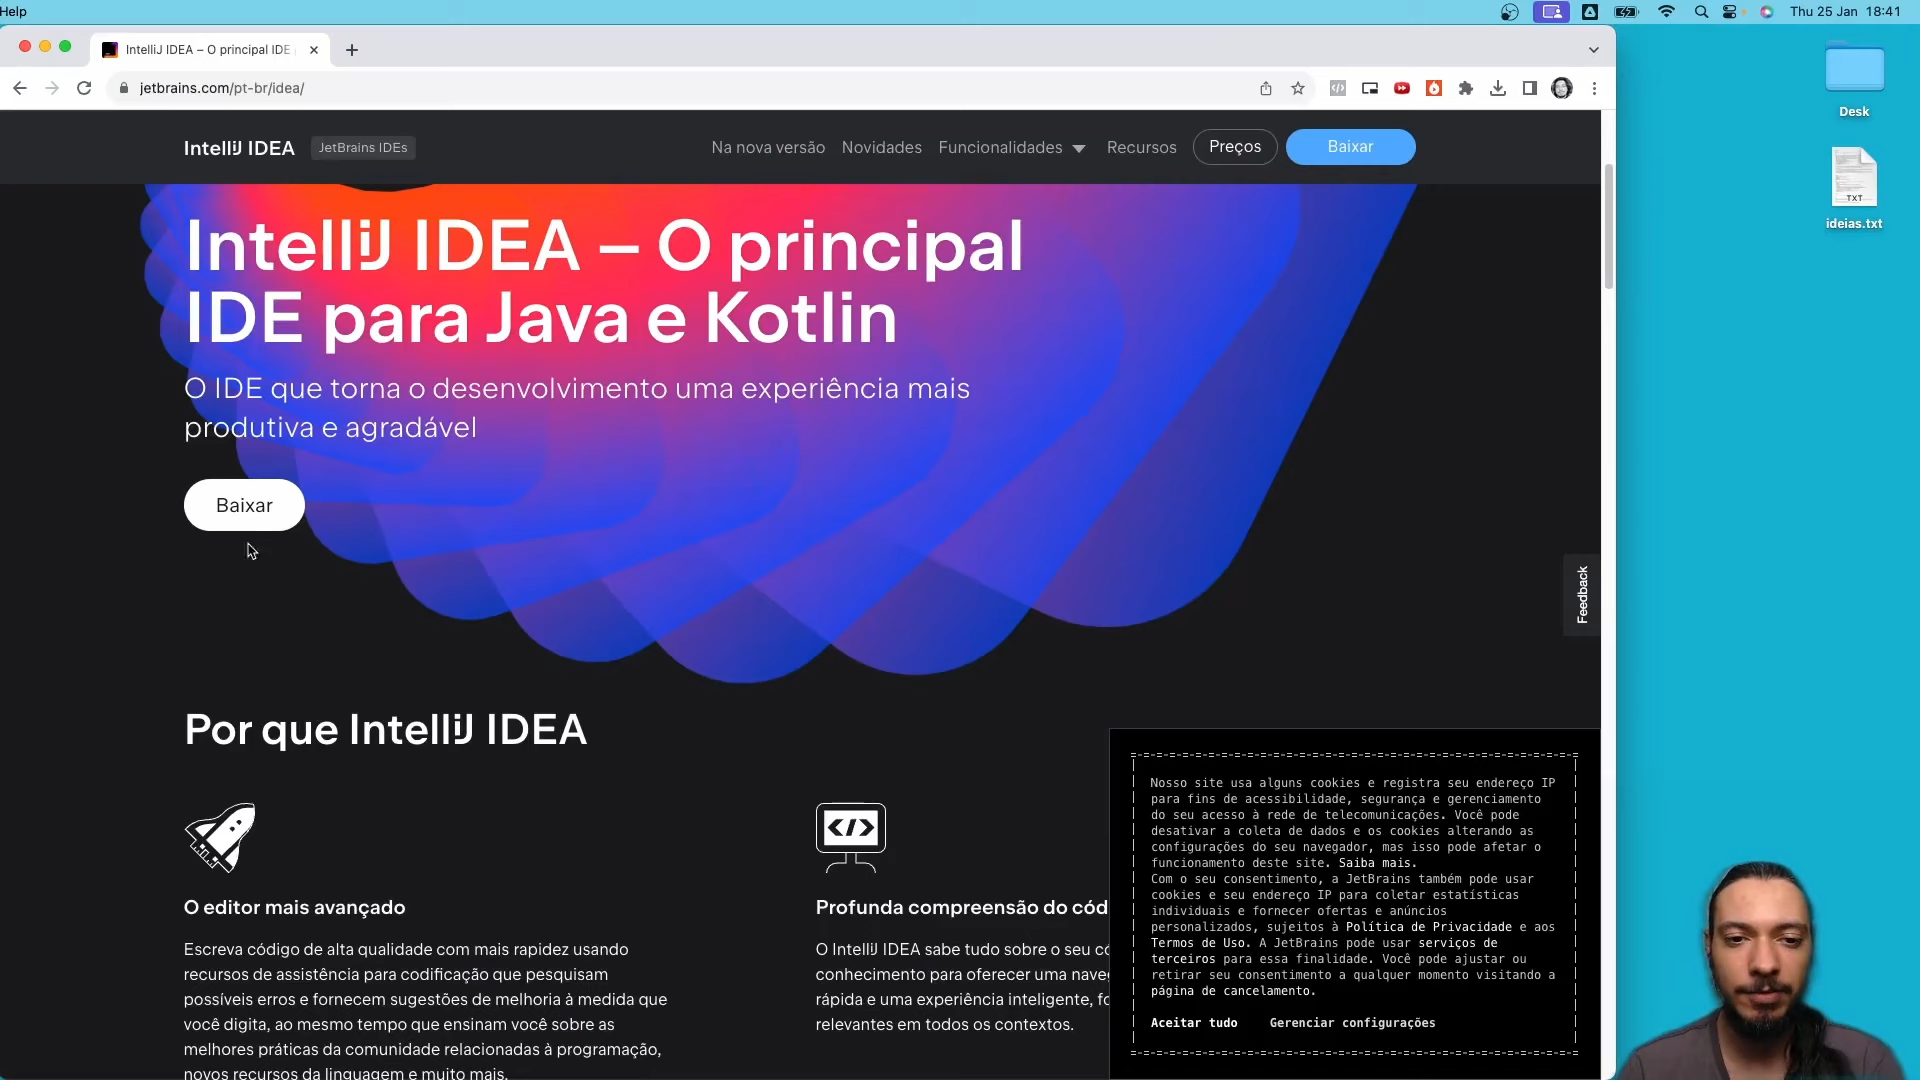 Help
Thu 25 Jan 18:41
IntelliJ IDEA – O principal IDE
jetbrains.com/pt-br/idea/
Desk
TXT
ideias.txt
IntelliJ IDEA
JetBrains IDEs
Na nova versão
Novidades
Funcionalidades
Recursos
Preços
Baixar
IntelliJ IDEA – O principal
IDE para Java e Kotlin
O IDE que torna o desenvolvimento uma experiência mais
produtiva e agradável
Baixar
Feedback
Por que IntelliJ IDEA
O editor mais avançado
Escreva código de alta qualidade com mais rapidez usando
recursos de assistência para codificação que pesquisam
possíveis erros e fornecem sugestões de melhoria à medida que
você digita, ao mesmo tempo que ensinam você sobre as
melhores práticas da comunidade relacionadas à programação,
novos recursos da linguagem e muito mais.
Profunda compreensão do cód
O IntelliJ IDEA sabe tudo sobre o seu có
conhecimento para oferecer uma nave
rápida e uma experiência inteligente, fo
relevantes em todos os contextos.
Nosso site usa alguns cookies e registra seu endereço IP
para fins de acessibilidade, segurança e gerenciamento
do seu acesso à rede de telecomunicações. Você pode
desativar a coleta de dados e os cookies alterando as
configurações do seu navegador, mas isso pode afetar o
funcionamento deste site. Saiba mais.
Com o seu consentimento, a JetBrains também pode usar
cookies e seu endereço IP para coletar estatísticas
individuais e fornecer ofertas e anúncios
personalizados, sujeitos à Política de Privacidade e aos
Termos de Uso. A JetBrains pode usar serviços de
terceiros para essa finalidade. Você pode ajustar ou
retirar seu consentimento a qualquer momento visitando a
página de cancelamento.
Aceitar tudo
Gerenciar configurações